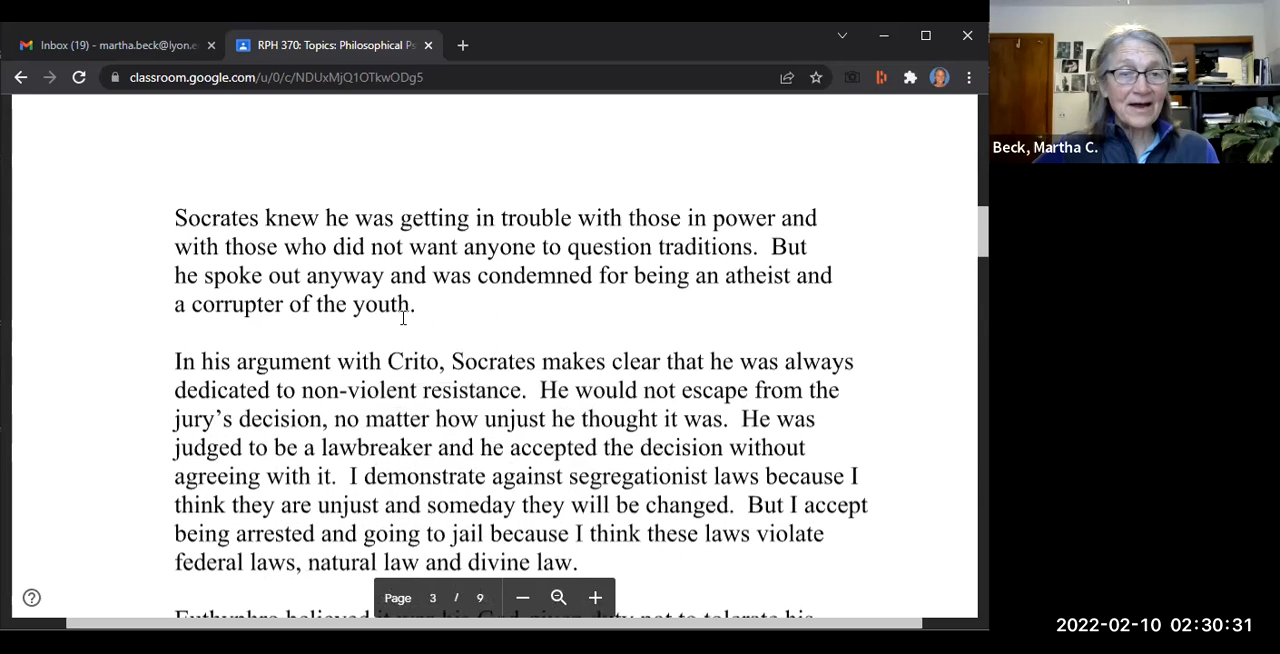 Inbox (19) - martha.beck@lyon.e
RPH 370: Topics: Philosophical Ps
classroom.google.com/u/0/c/NDUxMjQ1OTkwODg5
Beck, Martha C.
Socrates knew he was getting in trouble with those in power and
with those who did not want anyone to question traditions.  But
he spoke out anyway and was condemned for being an atheist and
a corrupter of the youth.
In his argument with Crito, Socrates makes clear that he was always
dedicated to non-violent resistance.  He would not escape from the
jury’s decision, no matter how unjust he thought it was.  He was
judged to be a lawbreaker and he accepted the decision without
agreeing with it.  I demonstrate against segregationist laws because I
think they are unjust and someday they will be changed.  But I accept
being arrested and going to jail because I think these laws violate
federal laws, natural law and divine law.
Page 3 / 9
2022-02-10 02:30:31